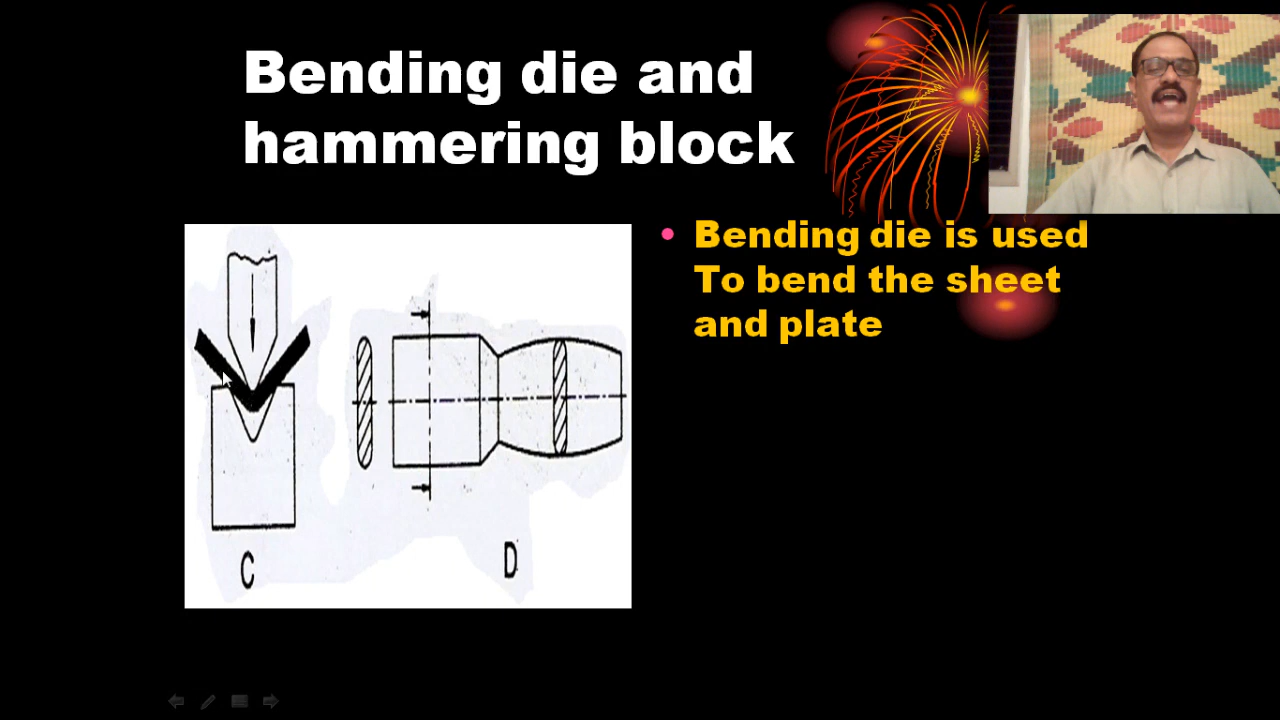 Bending die and
hammering block
• Bending die is used
To bend the sheet
and plate
C
D